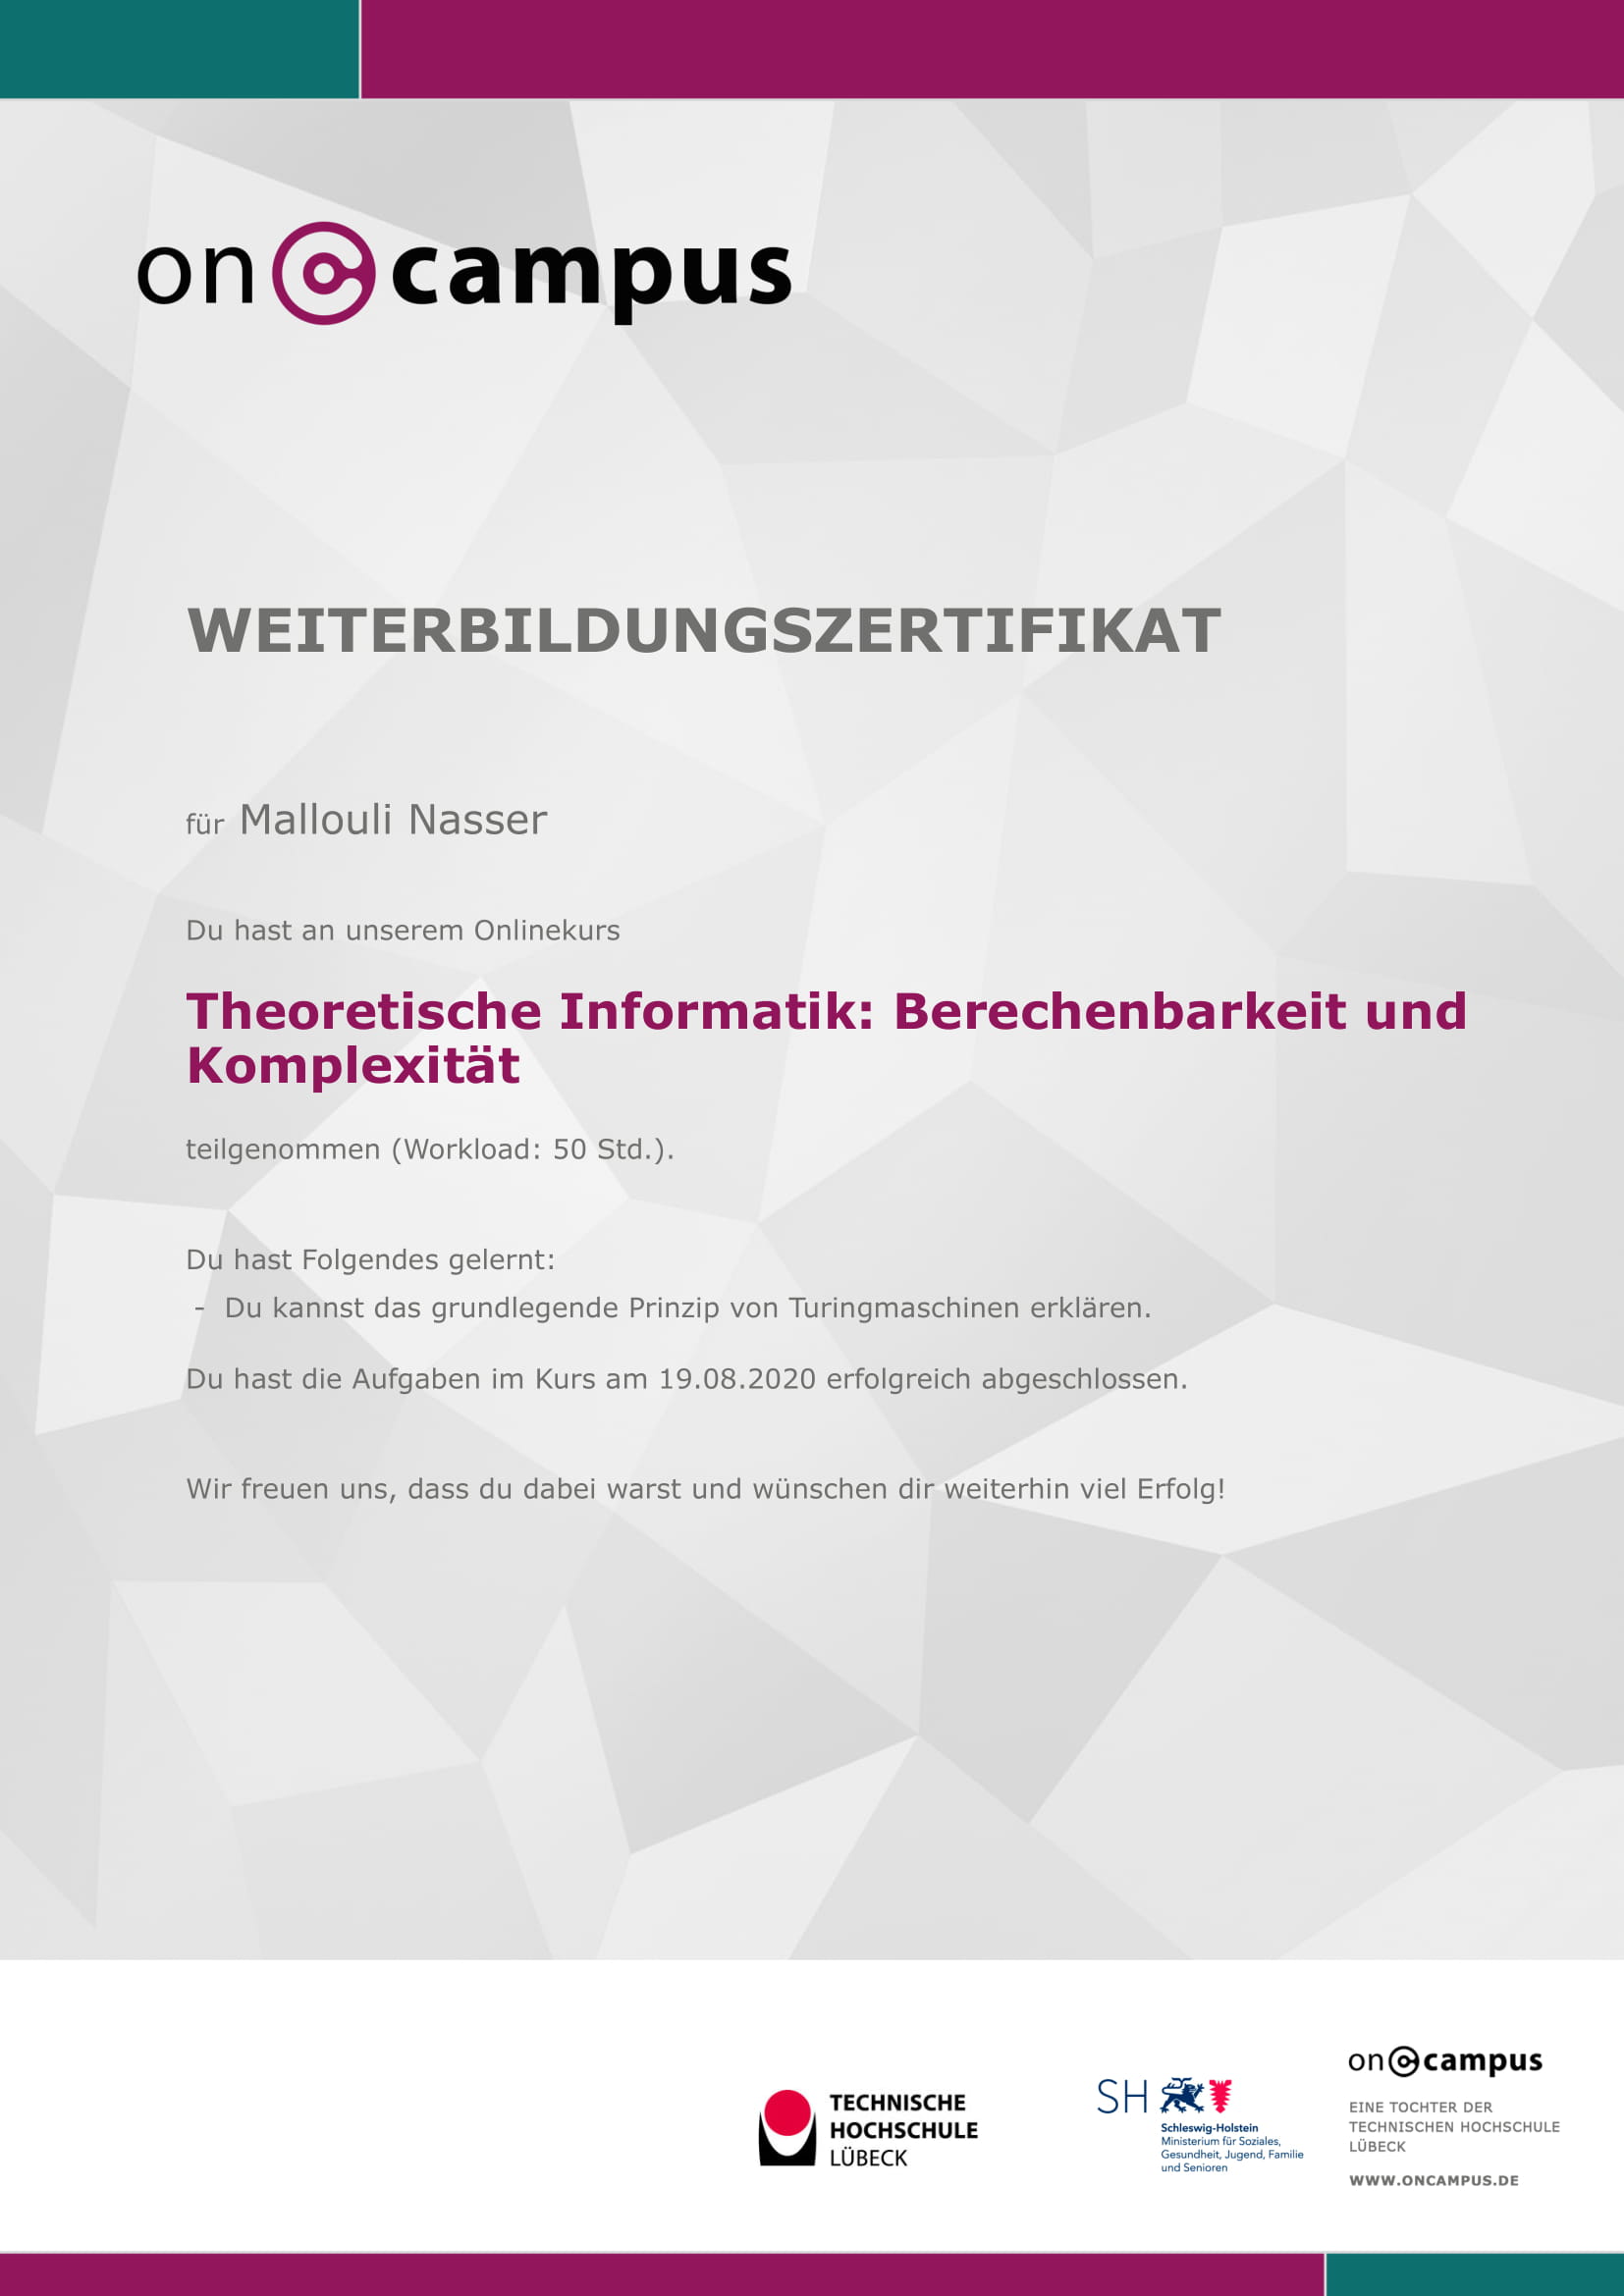 on campus
WEITERBILDUNGSZERTIFIKAT
für Mallouli Nasser
Du hast an unserem Onlinekurs
Theoretische Informatik: Berechenbarkeit und
Komplexität
teilgenommen (Workload: 50 Std.).
Du hast Folgendes gelernt:
- Du kannst das grundlegende Prinzip von Turingmaschinen erklären.
Du hast die Aufgaben im Kurs am 19.08.2020 erfolgreich abgeschlossen.
Wir freuen uns, dass du dabei warst und wünschen dir weiterhin viel Erfolg!
TECHNISCHE
HOCHSCHULE
LÜBECK
SH
Schleswig-Holstein
Ministerium für Soziales,
Gesundheit, Jugend, Familie
und Senioren
on campus
EINE TOCHTER DER
TECHNISCHEN HOCHSCHULE
LÜBECK
WWW.ONCAMPUS.DE